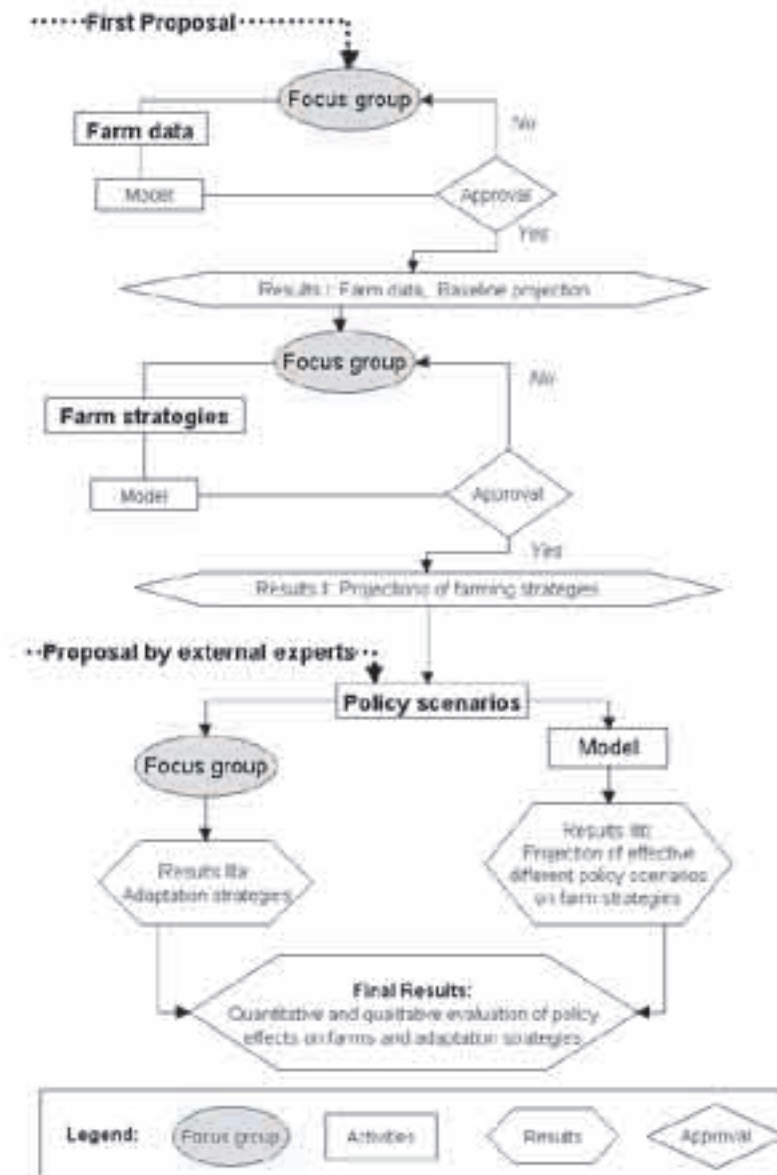 First Proposal
Focus group
No
Farm data
Model
Approval
Yes
Results I: Farm data, Baseline projection
Focus group
No
Farm strategies
Model
Approval
Yes
Results II: Projections of farming strategies
Proposal by external experts
Policy scenarios
Focus group
Model
Results IIIa:
Adaptation strategies
Results IIIb:
Projection of effective
different policy scenarios
on farm strategies
Final Results:
Quantitative and qualitative evaluation of policy
effects on farms and adaptation strategies
Legend:
Focus group
Activities
Results
Approval